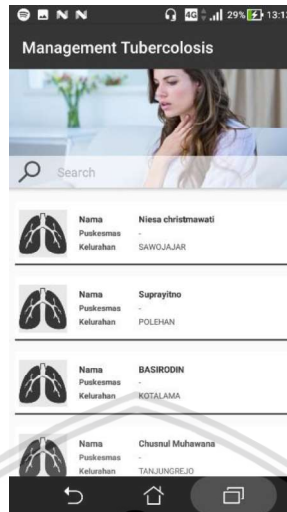 4G 29% 13:13
Management Tubercolosis
Search
Nama Niesa christmawati
Puskesmas -
Kelurahan SAWOJAJAR
Nama Suprayitno
Puskesmas -
Kelurahan POLEHAN
Nama BASIRODIN
Puskesmas -
Kelurahan KOTALAMA
Nama Chusnul Muhawana
Puskesmas -
Kelurahan TANJUNGREJO